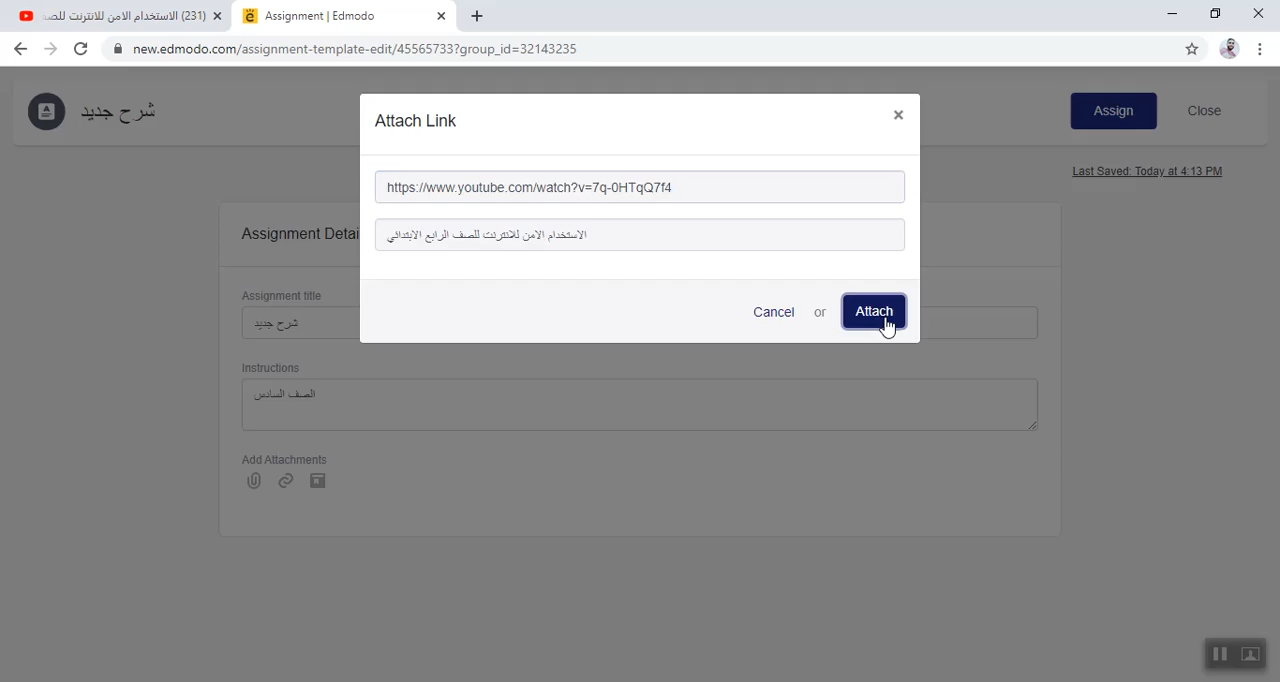 (231) الاستخدام الامن للانترنت للص
Assignment | Edmodo
new.edmodo.com/assignment-template-edit/45565733?group_id=32143235
شرح جديد
Assign
Close
Last Saved: Today at 4:13 PM
Attach Link
https://www.youtube.com/watch?v=7q-0HTqQ7f4
الاستخدام الامن للانترنت للصف الرابع الابتدائي
Cancel
or
Attach
Assignment Detai
Assignment title
شرح جديد
Instructions
الصف السادس
Add Attachments